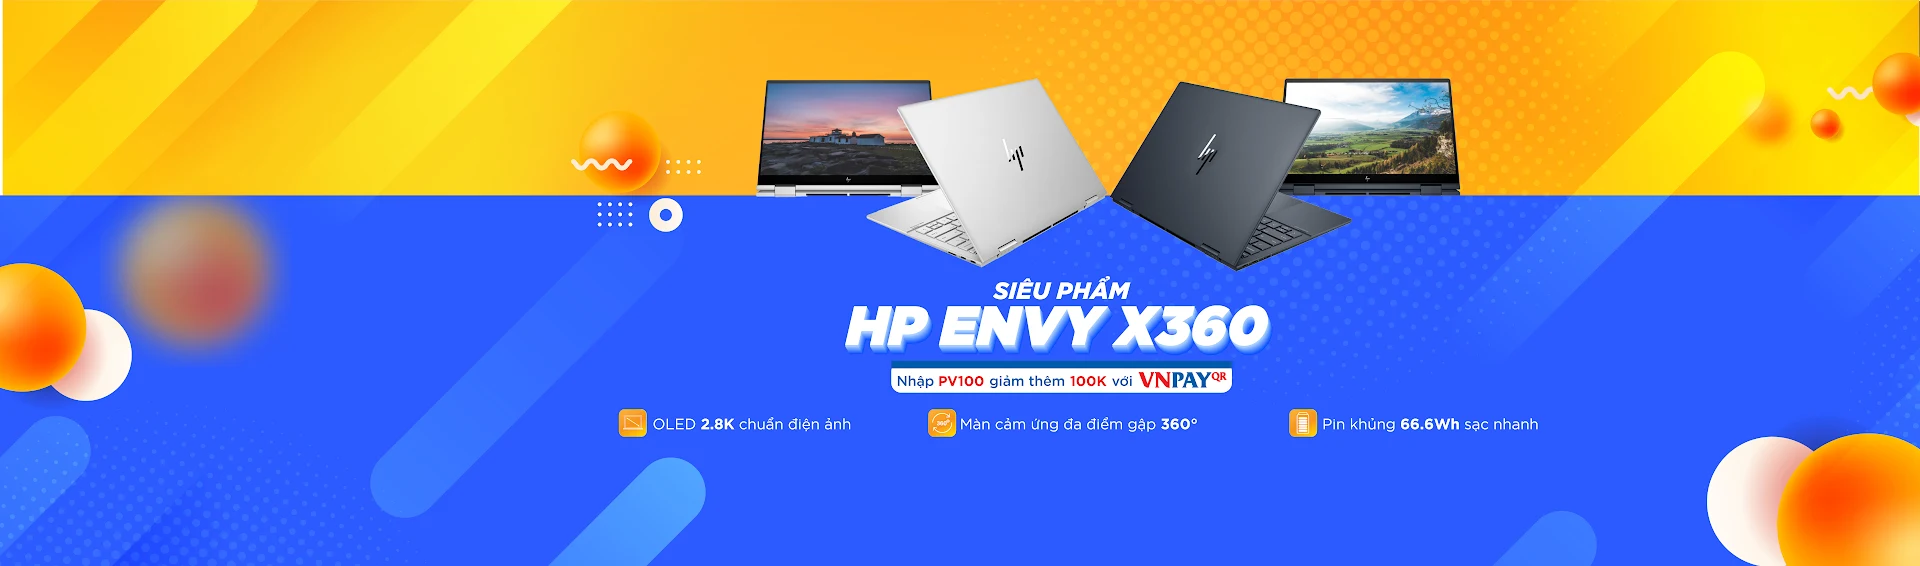 SIÊU PHẨM
HP ENVY X360
Nhập PV100 giảm thêm 100K với VNPAYQR
OLED 2.8K chuẩn điện ảnh
360° Màn cảm ứng đa điểm gập 360°
Pin khủng 66.6Wh sạc nhanh